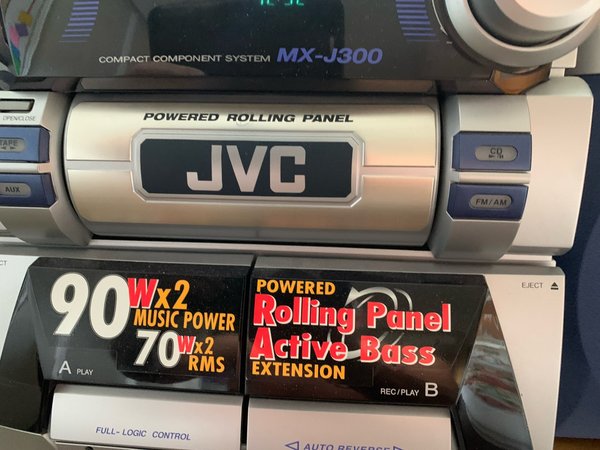 COMPACT COMPONENT SYSTEM MX-J300
OPEN/CLOSE
POWERED ROLLING PANEL
TAPE
AUX
JVC
CD
FM/AM
EJECT
90Wx2
MUSIC POWER
70Wx2
RMS
POWERED
Rolling Panel
Active Bass
EXTENSION
A PLAY
REC/PLAY B
FULL-LOGIC CONTROL
AUTO REVERSE